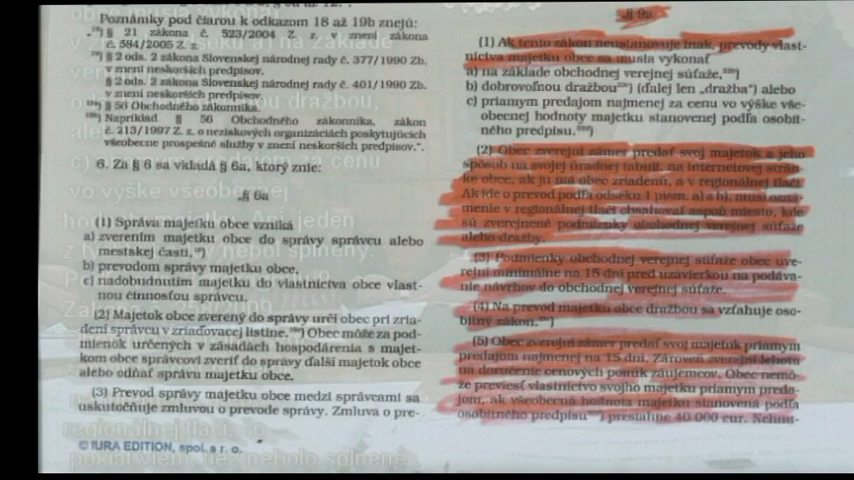 Poznámky pod čiarou k odkazom 18 až 19b znejú:
„18) § 21 zákona č. 523/2004 Z. z. v znení zákona
č. 584/2005 Z. z.
19) § 2 ods. 2 zákona Slovenskej národnej rady č. 377/1990 Zb.
v znení neskorších predpisov.
§ 2 ods. 2 zákona Slovenskej národnej rady č. 401/1990 Zb.
v znení neskorších predpisov.
19a) § 56 Obchodného zákonníka.
19b) Napríklad § 56 Obchodného zákonníka, zákon
č. 213/1997 Z. z. o neziskových organizáciách poskytujúcich
všeobecne prospešné služby v znení neskorších predpisov.“.
6. Za § 6 sa vkladá § 6a, ktorý znie:
„§ 6a
(1) Správa majetku obce vzniká
a) zverením majetku obce do správy správcu alebo
mestskej časti,
b) prevodom správy majetku obce,
c) nadobudnutím majetku do vlastníctva obce vlast-
nou činnosťou správcu.
(2) Majetok obce zverený do správy určí obec pri zria-
ďení správcu v zriaďovacej listine. Obec môže za pod-
mienok určených v zásadách hospodárenia s majet-
kom obce správcovi zveriť do správy ďalší majetok obce
alebo odňať správu majetku obce.
(3) Prevod správy majetku obce medzi správcami sa
uskutočňuje zmluvou o prevode správy. Zmluva o pre-
© IURA EDITION, spol. s r. o.
„§ 9a
(1) Ak tento zákon neustanovuje inak, prevody vlast-
níctva majetku obce sa musia vykonať
a) na základe obchodnej verejnej súťaže,
b) dobrovoľnou dražbou (ďalej len „dražba“) alebo
c) priamym predajom najmenej za cenu vo výške vše-
obecnej hodnoty majetku stanovenej podľa osobit-
ného predpisu.
(2) Obec zverejní zámer predať svoj majetok a jeho
spôsob na svojej úradnej tabuli, na internetovej strán-
ke obce, ak ju má obec zriadenú, a v regionálnej tlači.
Ak ide o prevod podľa odseku 1 písm. a) a b), musí ozná-
menie v regionálnej tlači obsahovať aspoň miesto, kde
sú zverejnené podmienky obchodnej verejnej súťaže
alebo dražby.
(3) Podmienky obchodnej verejnej súťaže obec uve-
rejní minimálne na 15 dní pred uzávierkou na podáva-
nie návrhov do obchodnej verejnej súťaže.
(4) Na prevod majetku obce dražbou sa vzťahuje oso-
bitný zákon.
(5) Obec zverejní zámer predať svoj majetok priamym
predajom najmenej na 15 dní. Zároveň zverejní lehotu
na doručenie cenových ponúk záujemcov. Obec nemô-
že previesť vlastníctvo svojho majetku priamym preda-
jom, ak všeobecná hodnota majetku stanovená podľa
osobitného predpisu presiahne 40 000 eur. Nehnu-